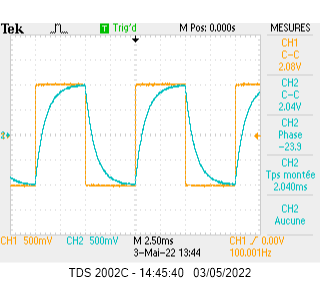 Tek Trig'd M Pos: 0.000s MESURES
CH1
C-C
2.08V
CH2
C-C
2.04V
CH2
Phase
-23.9
CH2
Tps montée
2.040ms
CH2
Aucune
2
CH1 500mV CH2 500mV M 2.50ms CH1 / 0.00V
3-Mai-22 13:44 100.001Hz
TDS 2002C - 14:45:40 03/05/2022